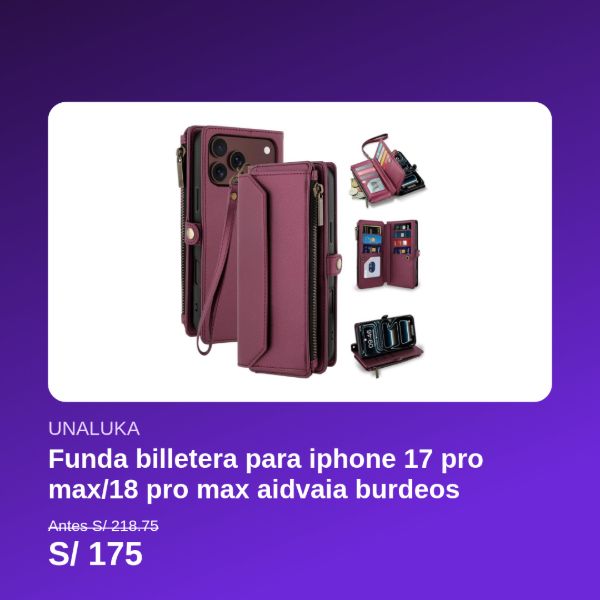 UNALUKA
Funda billetera para iphone 17 pro
max/18 pro max aidvaia burdeos
Antes S/ 218.75
S/ 175